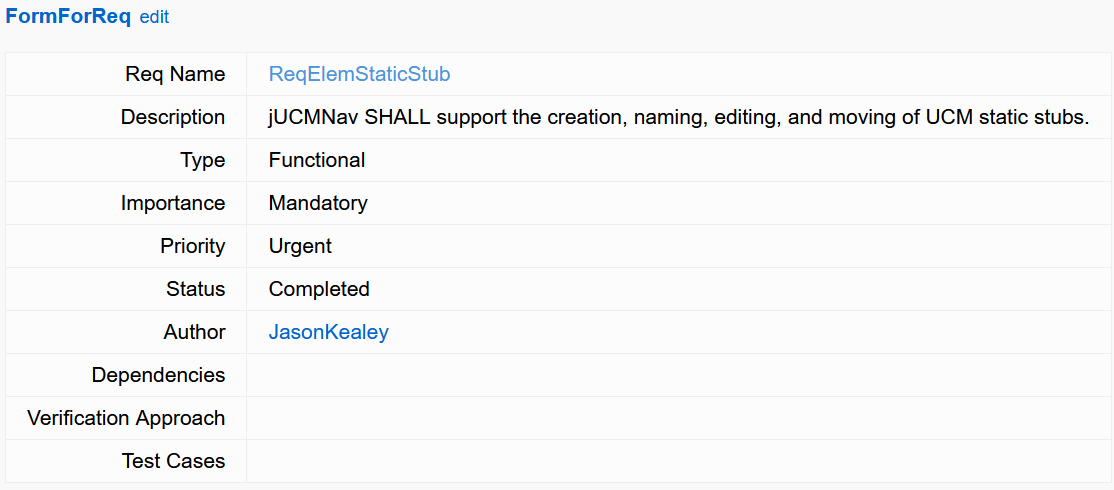 FormForReq edit
Req Name ReqElemStaticStub
Description jUCMNav SHALL support the creation, naming, editing, and moving of UCM static stubs.
Type Functional
Importance Mandatory
Priority Urgent
Status Completed
Author JasonKealey
Dependencies
Verification Approach
Test Cases